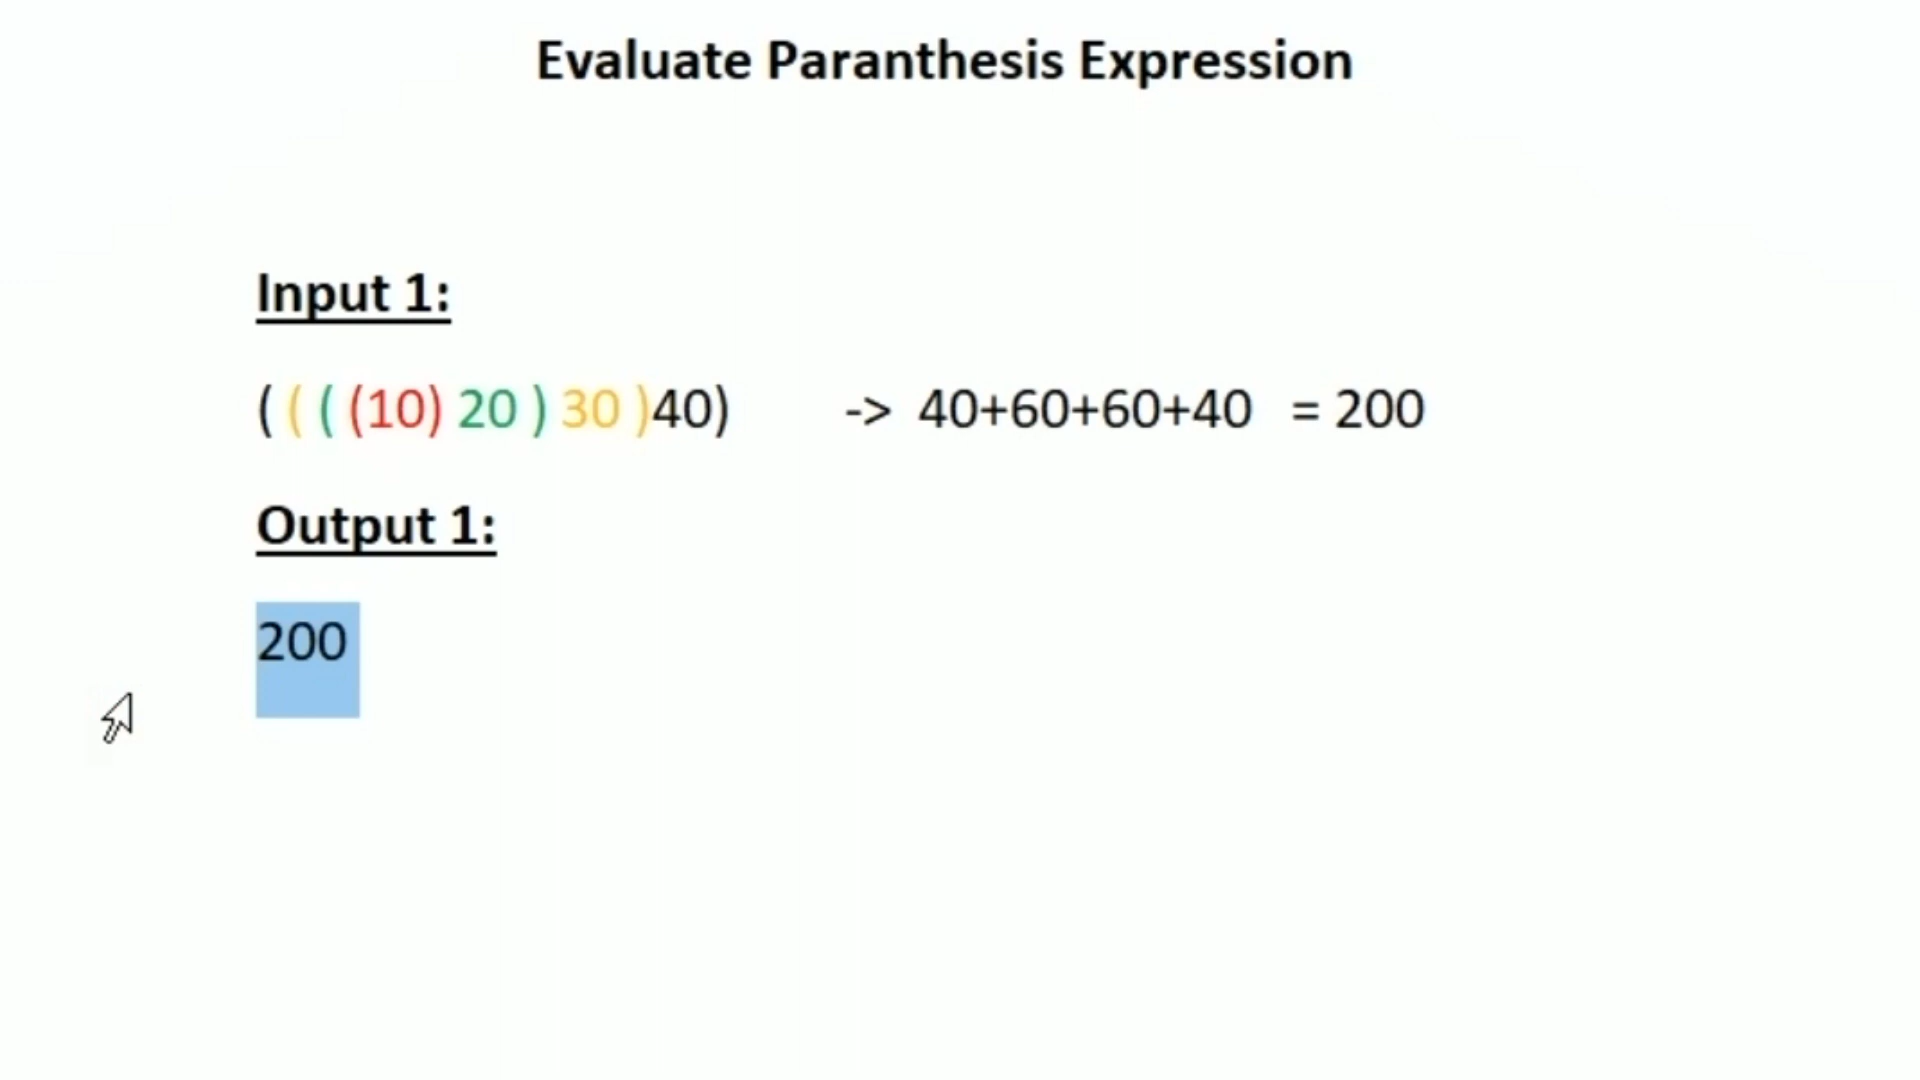 Evaluate Paranthesis Expression
Input 1:
( ( ( (10) 20 ) 30 )40) -> 40+60+60+40 = 200
Output 1:
200